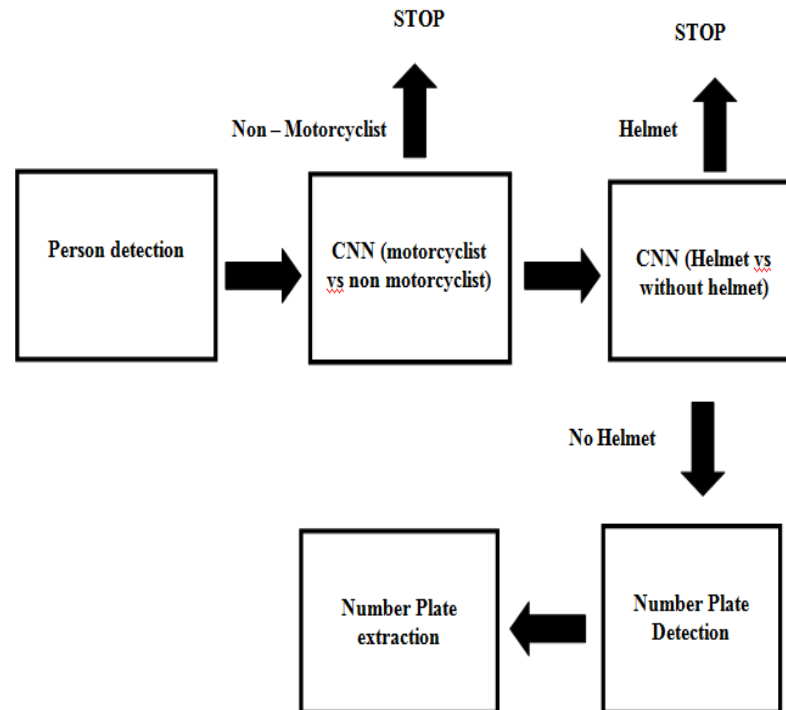 STOP
STOP
Non – Motorcyclist
Helmet
Person detection
CNN (motorcyclist
vs non motorcyclist)
CNN (Helmet vs
without helmet)
No Helmet
Number Plate
extraction
Number Plate
Detection